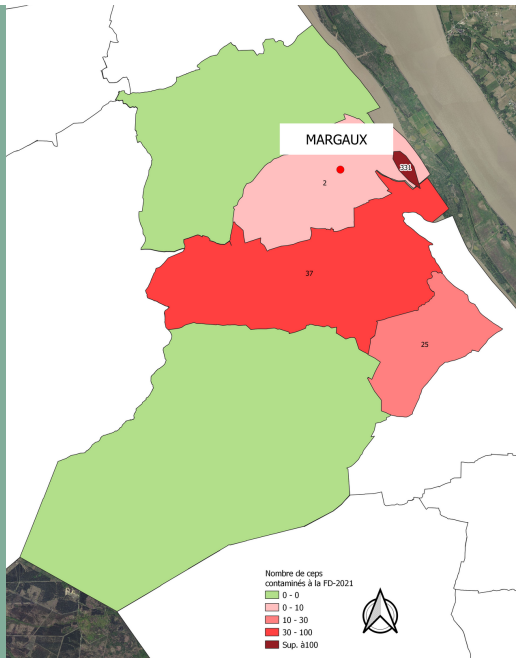 MARGAUX
331
2
37
25
Nombre de ceps
contaminés à la FD-2021
0 - 0
0 - 10
10 - 30
30 - 100
Sup. à100